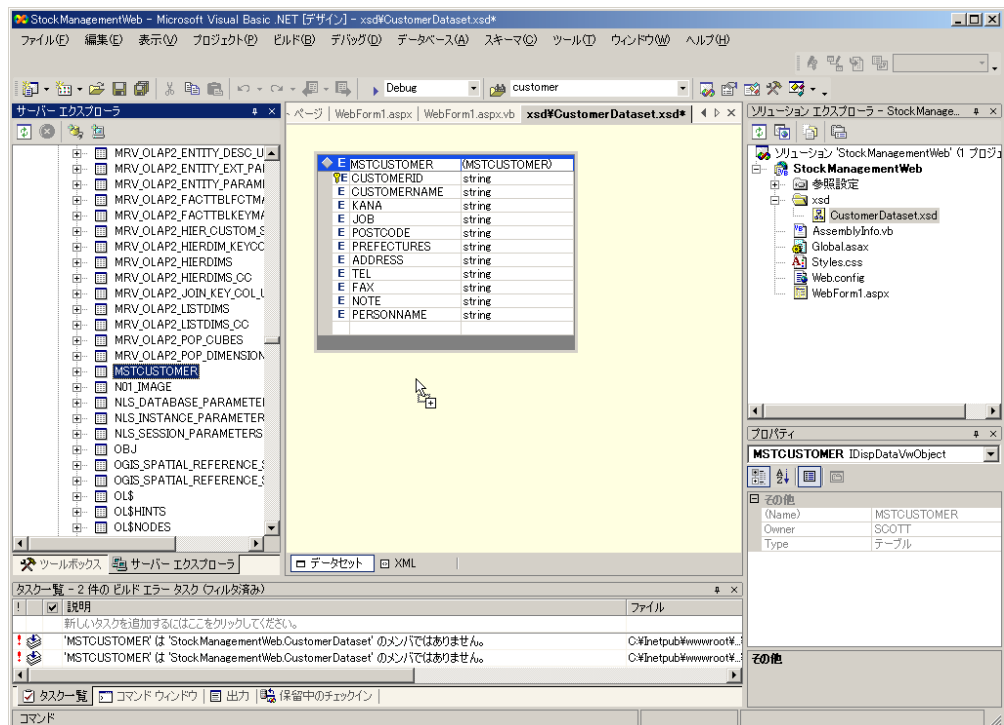 StockManagementWeb - Microsoft Visual Basic .NET [デザイン] - xsd¥CustomerDataset.xsd*
ファイル(F) 編集(E) 表示(V) プロジェクト(P) ビルド(B) デバッグ(D) データベース(A) スキーマ(C) ツール(T) ウィンドウ(W) ヘルプ(H)
Debug customer
サーバー エクスプローラ
MRV_OLAP2_ENTITY_DESC_U
MRV_OLAP2_ENTITY_EXT_PAI
MRV_OLAP2_ENTITY_PARAMI
MRV_OLAP2_FACTTBLFCTMA
MRV_OLAP2_FACTTBLKEYMA
MRV_OLAP2_HIER_CUSTOM_S
MRV_OLAP2_HIERDIM_KEYCC
MRV_OLAP2_HIERDIMS
MRV_OLAP2_HIERDIMS_CC
MRV_OLAP2_JOIN_KEY_COL_U
MRV_OLAP2_LISTDIMS
MRV_OLAP2_LISTDIMS_CC
MRV_OLAP2_POP_CUBES
MRV_OLAP2_POP_DIMENSION
MSTCUSTOMER
N01_IMAGE
NLS_DATABASE_PARAMETEI
NLS_INSTANCE_PARAMETER
NLS_SESSION_PARAMETERS
OBJ
OGIS_SPATIAL_REFERENCE_S
OGIS_SPATIAL_REFERENCE_S
OL$
OL$HINTS
OL$NODES
ツールボックス サーバー エクスプローラ
ページ WebForm1.aspx WebForm1.aspx.vb xsd¥CustomerDataset.xsd*
E MSTCUSTOMER (MSTCUSTOMER)
E CUSTOMERID string
E CUSTOMERNAME string
E KANA string
E JOB string
E POSTCODE string
E PREFECTURES string
E ADDRESS string
E TEL string
E FAX string
E NOTE string
E PERSONNAME string
データセット XML
ソリューション エクスプローラ - StockManage...
ソリューション 'StockManagementWeb' (1 プロジェ
StockManagementWeb
参照設定
xsd
CustomerDataset.xsd
AssemblyInfo.vb
Global.asax
Styles.css
Web.config
WebForm1.aspx
プロパティ
MSTCUSTOMER IDispDataVwObject
その他
(Name) MSTCUSTOMER
Owner SCOTT
Type テーブル
その他
タスク一覧 - 2 件の ビルド エラー タスク (フィルタ済み)
! 説明 ファイル
新しいタスクを追加するにはここをクリックしてください。
! 'MSTCUSTOMER' は 'StockManagementWeb.CustomerDataset' のメンバではありません。 C:¥Inetpub¥wwwroot¥...
! 'MSTCUSTOMER' は 'StockManagementWeb.CustomerDataset' のメンバではありません。 C:¥Inetpub¥wwwroot¥...
タスク一覧 コマンド ウィンドウ 出力 保留中のチェックイン
コマンド